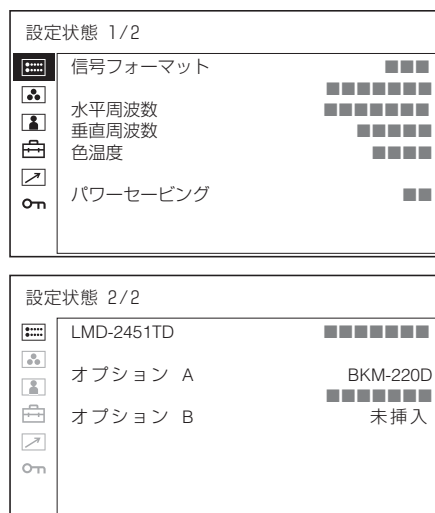 設定状態 1/2
信号フォーマット ■■■
■■■■■■■
水平周波数 ■■■■■■■
垂直周波数 ■■■■■
色温度 ■■■■
パワーセービング ■■
設定状態 2/2
LMD-2451TD ■■■■■■■
オプション A BKM-220D
■■■■■■■
オプション B 未挿入